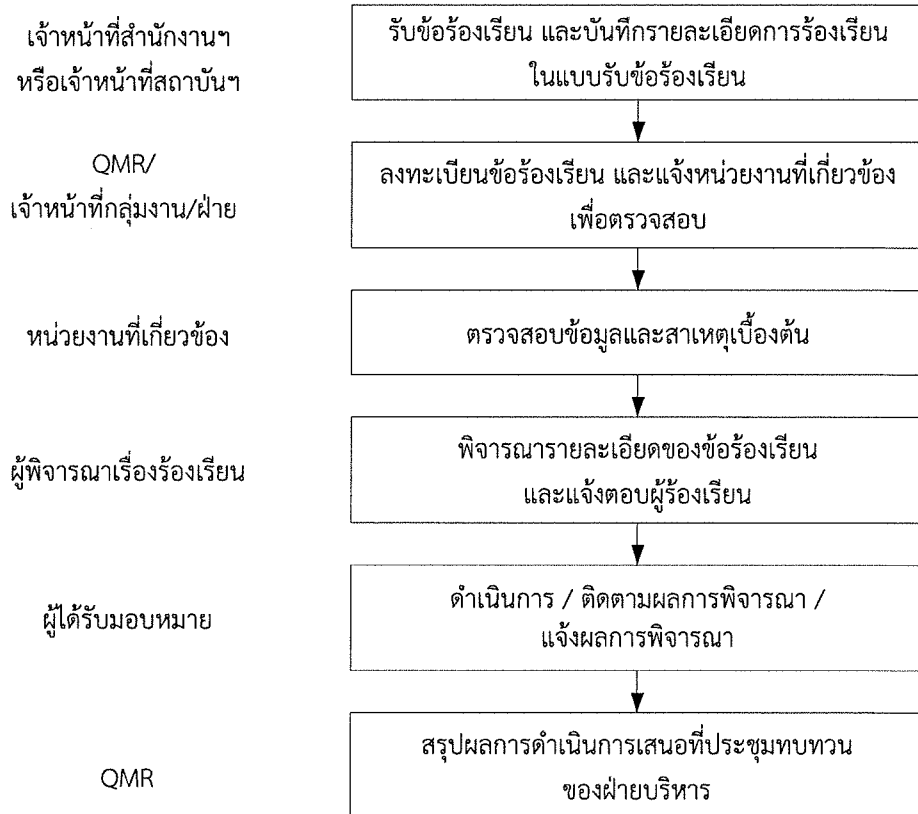 เจ้าหน้าที่สำนักงานฯ
หรือเจ้าหน้าที่สถาบันฯ
รับข้อร้องเรียน และบันทึกรายละเอียดการร้องเรียน
ในแบบรับข้อร้องเรียน
QMR/
เจ้าหน้าที่กลุ่มงาน/ฝ่าย
ลงทะเบียนข้อร้องเรียน และแจ้งหน่วยงานที่เกี่ยวข้อง
เพื่อตรวจสอบ
หน่วยงานที่เกี่ยวข้อง
ตรวจสอบข้อมูลและสาเหตุเบื้องต้น
ผู้พิจารณาเรื่องร้องเรียน
พิจารณารายละเอียดของข้อร้องเรียน
และแจ้งตอบผู้ร้องเรียน
ผู้ได้รับมอบหมาย
ดำเนินการ / ติดตามผลการพิจารณา /
แจ้งผลการพิจารณา
QMR
สรุปผลการดำเนินการเสนอที่ประชุมทบทวน
ของฝ่ายบริหาร